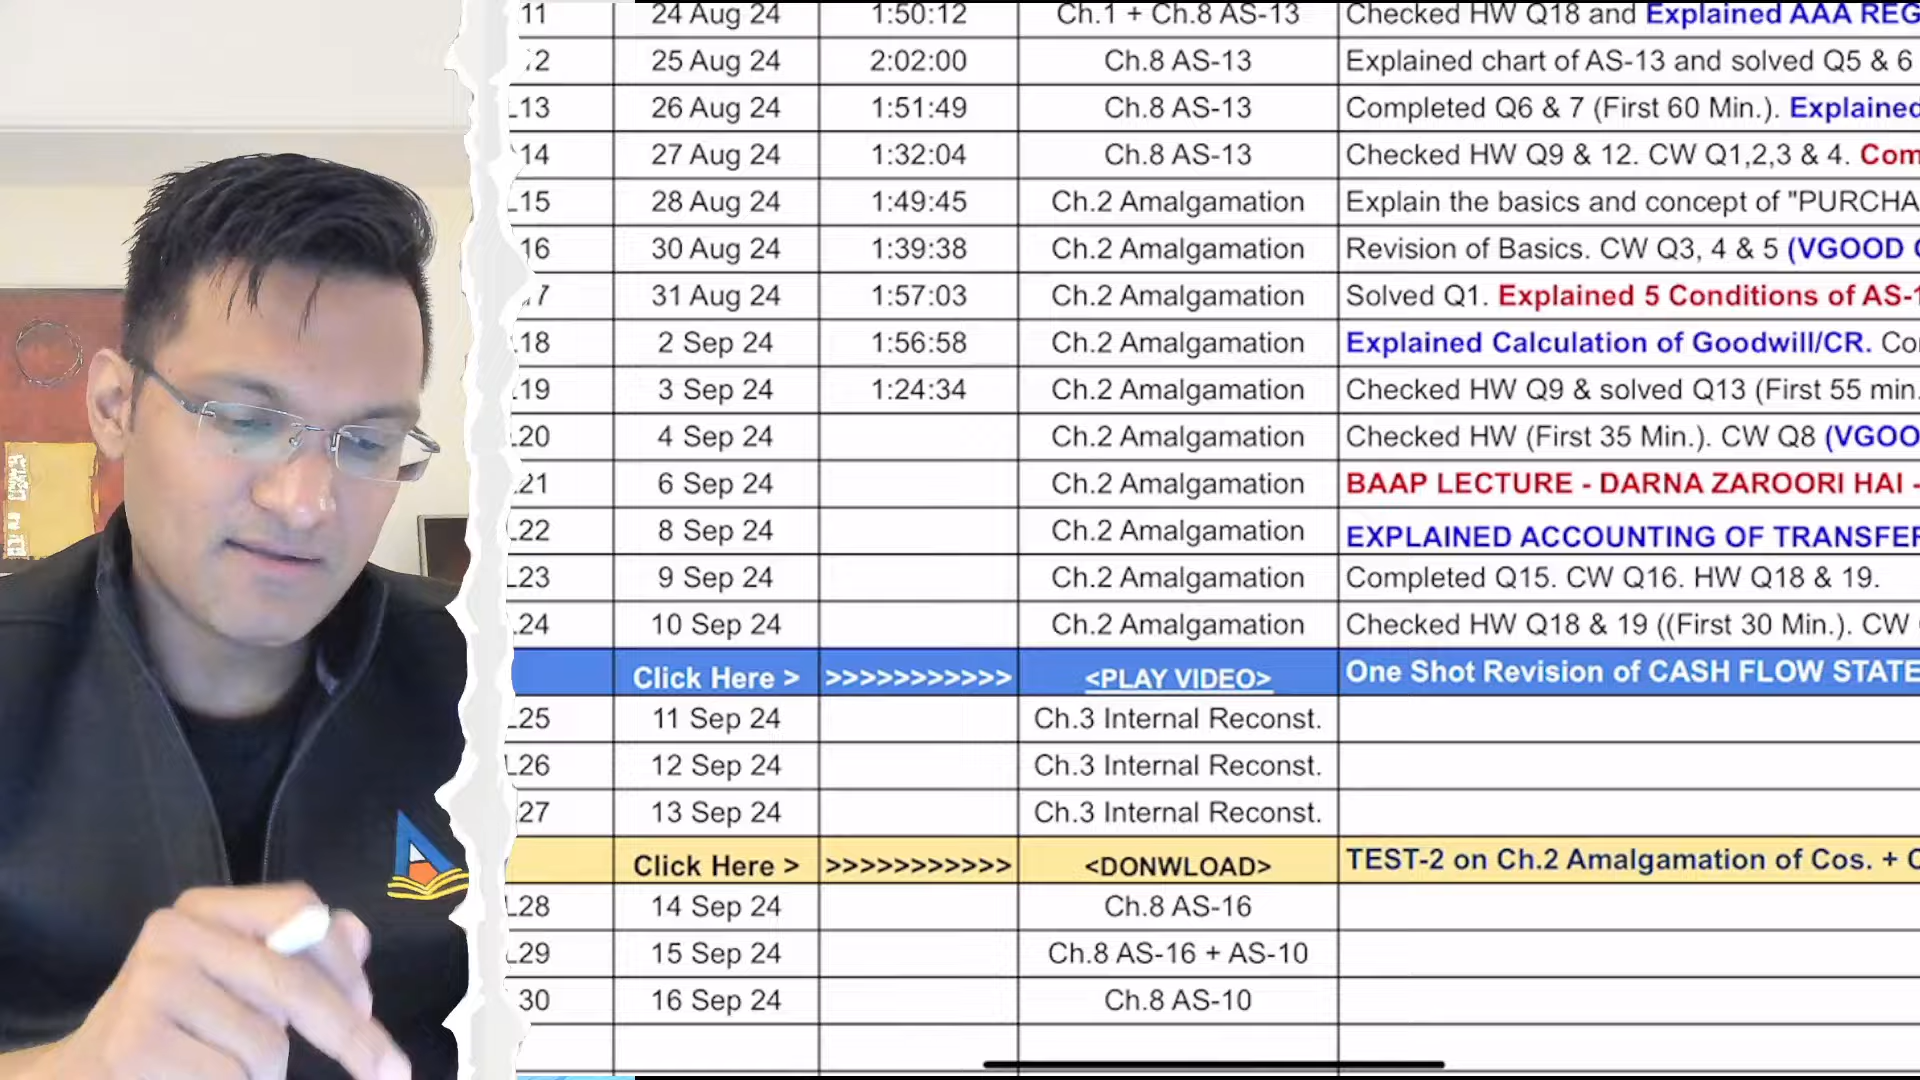 11 24 Aug 24 1:50:12 Ch.1 + Ch.8 AS-13 Checked HW Q18 and Explained AAA REG
12 25 Aug 24 2:02:00 Ch.8 AS-13 Explained chart of AS-13 and solved Q5 & 6
L13 26 Aug 24 1:51:49 Ch.8 AS-13 Completed Q6 & 7 (First 60 Min.). Explained
14 27 Aug 24 1:32:04 Ch.8 AS-13 Checked HW Q9 & 12. CW Q1,2,3 & 4. Com
L15 28 Aug 24 1:49:45 Ch.2 Amalgamation Explain the basics and concept of "PURCHA
16 30 Aug 24 1:39:38 Ch.2 Amalgamation Revision of Basics. CW Q3, 4 & 5 (VGOOD
17 31 Aug 24 1:57:03 Ch.2 Amalgamation Solved Q1. Explained 5 Conditions of AS-1
L18 2 Sep 24 1:56:58 Ch.2 Amalgamation Explained Calculation of Goodwill/CR. Co
L19 3 Sep 24 1:24:34 Ch.2 Amalgamation Checked HW Q9 & solved Q13 (First 55 min.
L20 4 Sep 24 Ch.2 Amalgamation Checked HW (First 35 Min.). CW Q8 (VGOO
L21 6 Sep 24 Ch.2 Amalgamation BAAP LECTURE - DARNA ZAROORI HAI -
L22 8 Sep 24 Ch.2 Amalgamation EXPLAINED ACCOUNTING OF TRANSFER
L23 9 Sep 24 Ch.2 Amalgamation Completed Q15. CW Q16. HW Q18 & 19.
L24 10 Sep 24 Ch.2 Amalgamation Checked HW Q18 & 19 ((First 30 Min.). CW
Click Here > >>>>>>>>>>> <PLAY VIDEO> One Shot Revision of CASH FLOW STATE
L25 11 Sep 24 Ch.3 Internal Reconst.
L26 12 Sep 24 Ch.3 Internal Reconst.
L27 13 Sep 24 Ch.3 Internal Reconst.
Click Here > >>>>>>>>>>> <DONWLOAD> TEST-2 on Ch.2 Amalgamation of Cos. + C
L28 14 Sep 24 Ch.8 AS-16
L29 15 Sep 24 Ch.8 AS-16 + AS-10
L30 16 Sep 24 Ch.8 AS-10